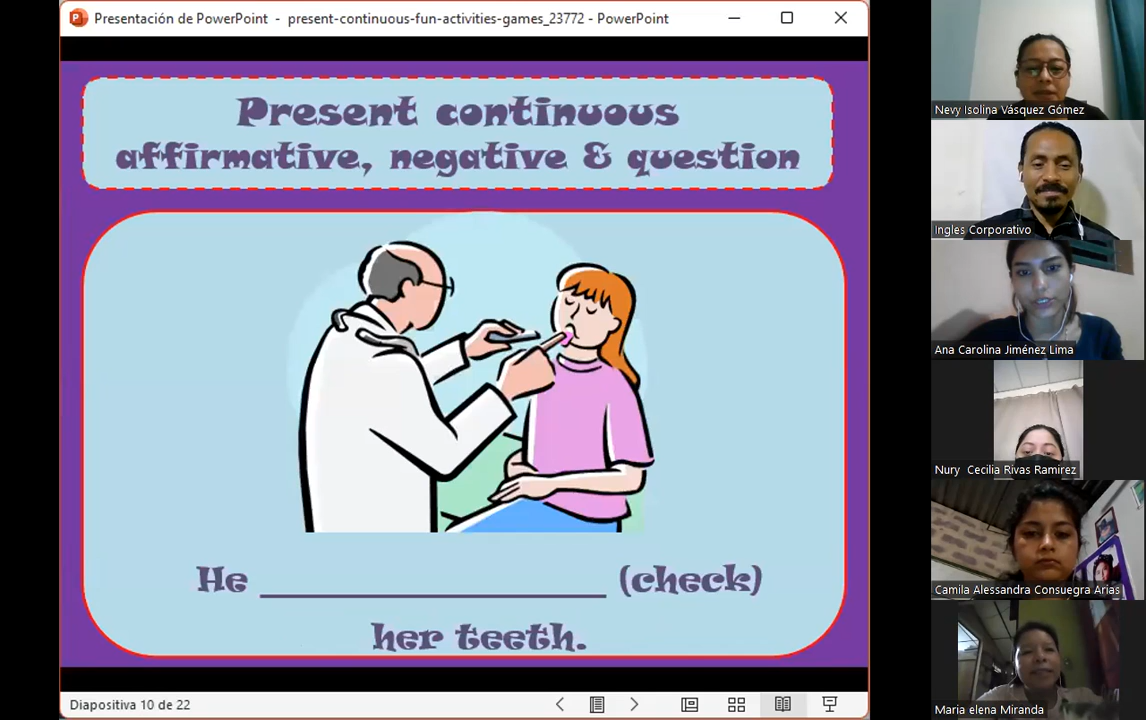 Presentación de PowerPoint - present-continuous-fun-activities-games_23772 - PowerPoint
Present continuous
affirmative, negative & question
He ____________________ (check)
her teeth.
Diapositiva 10 de 22
Nevy Isolina Vásquez Gómez
Ingles Corporativo
Ana Carolina Jiménez Lima
Nury Cecilia Rivas Ramirez
Camila Alessandra Consuegra Arias
Maria elena Miranda